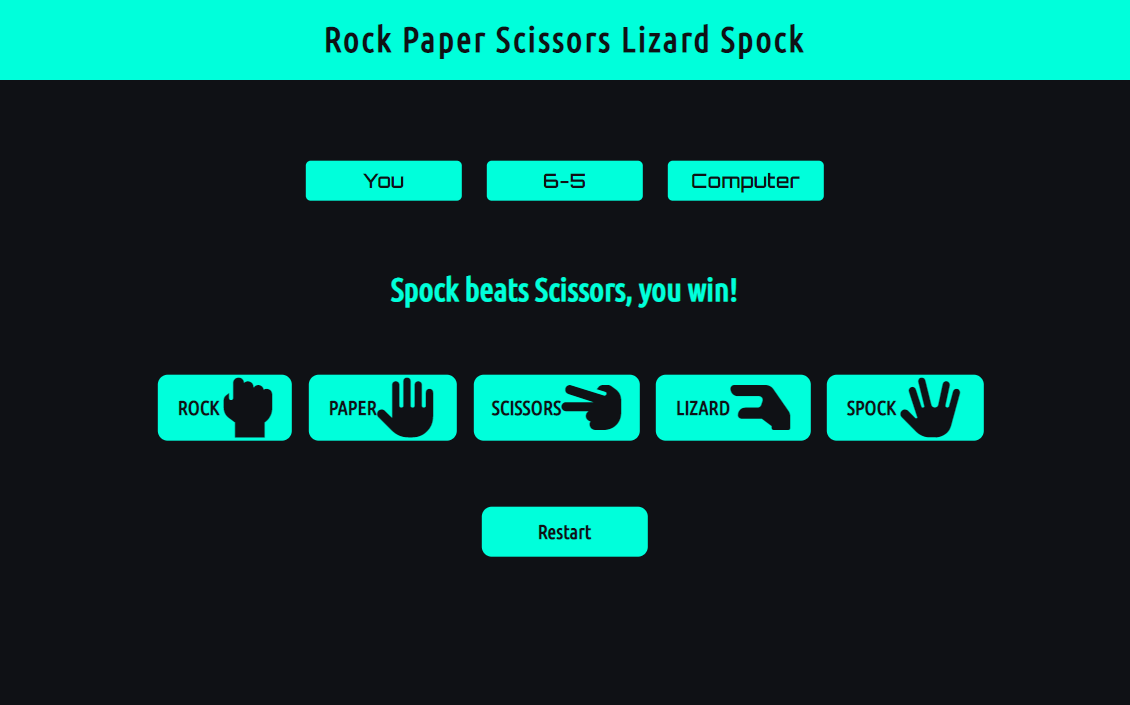 Rock Paper Scissors Lizard Spock
You 6-5 Computer
Spock beats Scissors, you win!
ROCK PAPER SCISSORS LIZARD SPOCK
Restart